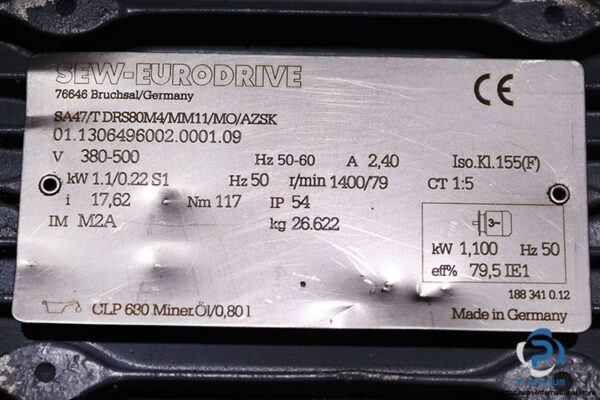 SEW-EURODRIVE
76646 Bruchsal/Germany
CE
SA47/T DRS80M4/MM11/MO/AZSK
01.1306496002.0001.09
V 380-500 Hz 50-60 A 2,40 Iso.Kl.155(F)
kW 1.1/0.22 S1 Hz 50 r/min 1400/79 CT 1:5
i 17,62 Nm 117 IP 54
IM M2A kg 26.622
3~
kW 1,100 Hz 50
eff% 79,5 IE1
188 341 0.12
CLP 680 Miner.Öl/0,80 l
Made in Germany
PLATINUM